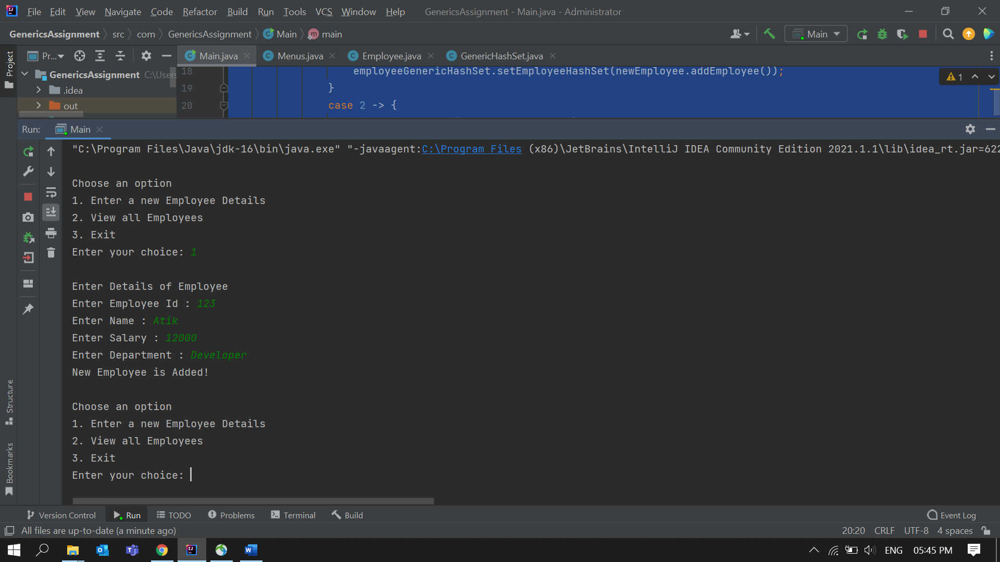 File Edit View Navigate Code Refactor Build Run Tools VCS Window Help GenericsAssignment - Main.java - Administrator
GenericsAssignment src com GenericsAssignment Main main Main
Project
Pr... Main.java Menus.java Employee.java GenericHashSet.java
GenericsAssignment C:\Users
.idea
out
18 employeeGenericHashSet.setEmployeeHashSet(newEmployee.addEmployee());
19 }
20 case 2 -> {
1
Run: Main
"C:\Program Files\Java\jdk-16\bin\java.exe" "-javaagent:C:\Program Files (x86)\JetBrains\IntelliJ IDEA Community Edition 2021.1.1\lib\idea_rt.jar=622
Choose an option
1. Enter a new Employee Details
2. View all Employees
3. Exit
Enter your choice: 1
Enter Details of Employee
Enter Employee Id : 123
Enter Name : Atik
Enter Salary : 12000
Enter Department : Developer
New Employee is Added!
Choose an option
1. Enter a new Employee Details
2. View all Employees
3. Exit
Enter your choice:
Structure
Bookmarks
Version Control Run TODO Problems Terminal Build Event Log
All files are up-to-date (a minute ago) 20:20 CRLF UTF-8 4 spaces
ENG 05:45 PM